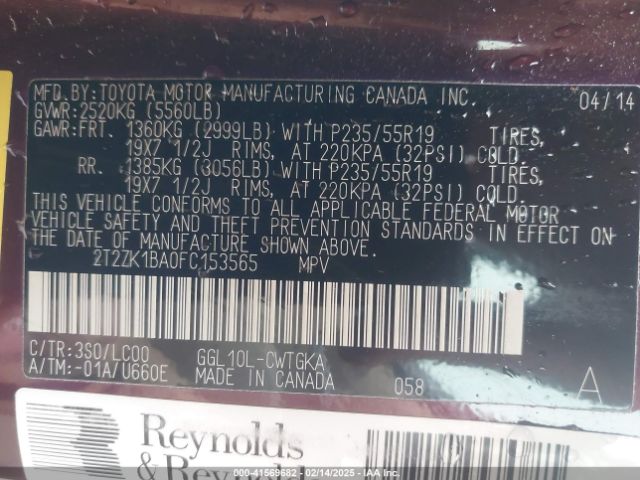 MFD.BY:TOYOTA MOTOR MANUFACTURING CANADA INC. 04/14
GVWR:2520KG (5560LB)
GAWR:FRT. 1360KG (2999LB) WITH P235/55R19 TIRES,
19X7 1/2J RIMS, AT 220KPA (32PSI) COLD.
RR. 1385KG (3056LB) WITH P235/55R19 TIRES,
19X7 1/2J RIMS, AT 220KPA (32PSI) COLD.
THIS VEHICLE CONFORMS TO ALL APPLICABLE FEDERAL MOTOR
VEHICLE SAFETY AND THEFT PREVENTION STANDARDS IN EFFECT ON
THE DATE OF MANUFACTURE SHOWN ABOVE.
2T2ZK1BA0FC153565 MPV
C/TR:3S0/LC00 GGL10L-CWTGKA
A/TM:-01A/U660E MADE IN CANADA 058 A
Reynolds
& Reynolds
000-41569682 - 02/14/2025 - IAA Inc.